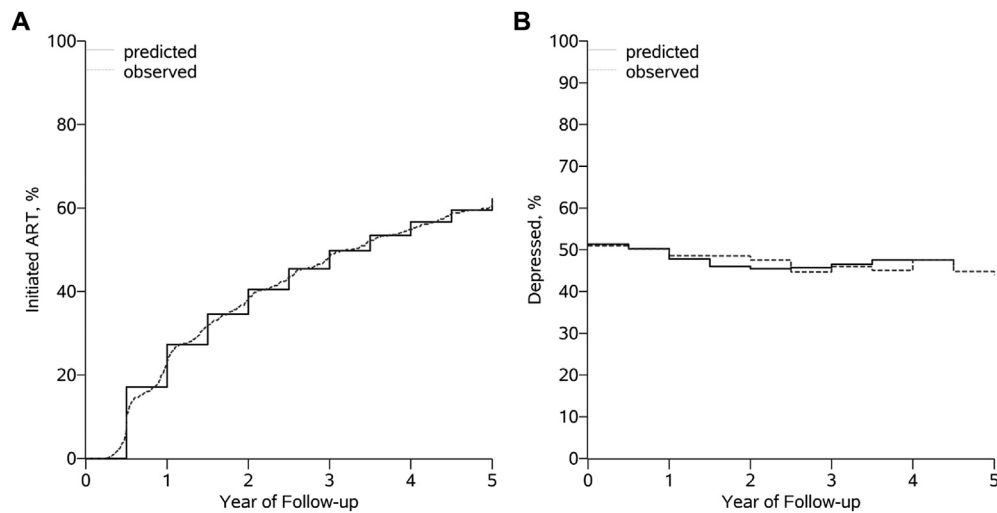 A
100
80
60
40
20
0
Initiated ART, %
predicted
observed
0 1 2 3 4 5
Year of Follow-up
B
100
90
80
70
60
50
40
30
20
10
0
Depressed, %
predicted
observed
0 1 2 3 4 5
Year of Follow-up